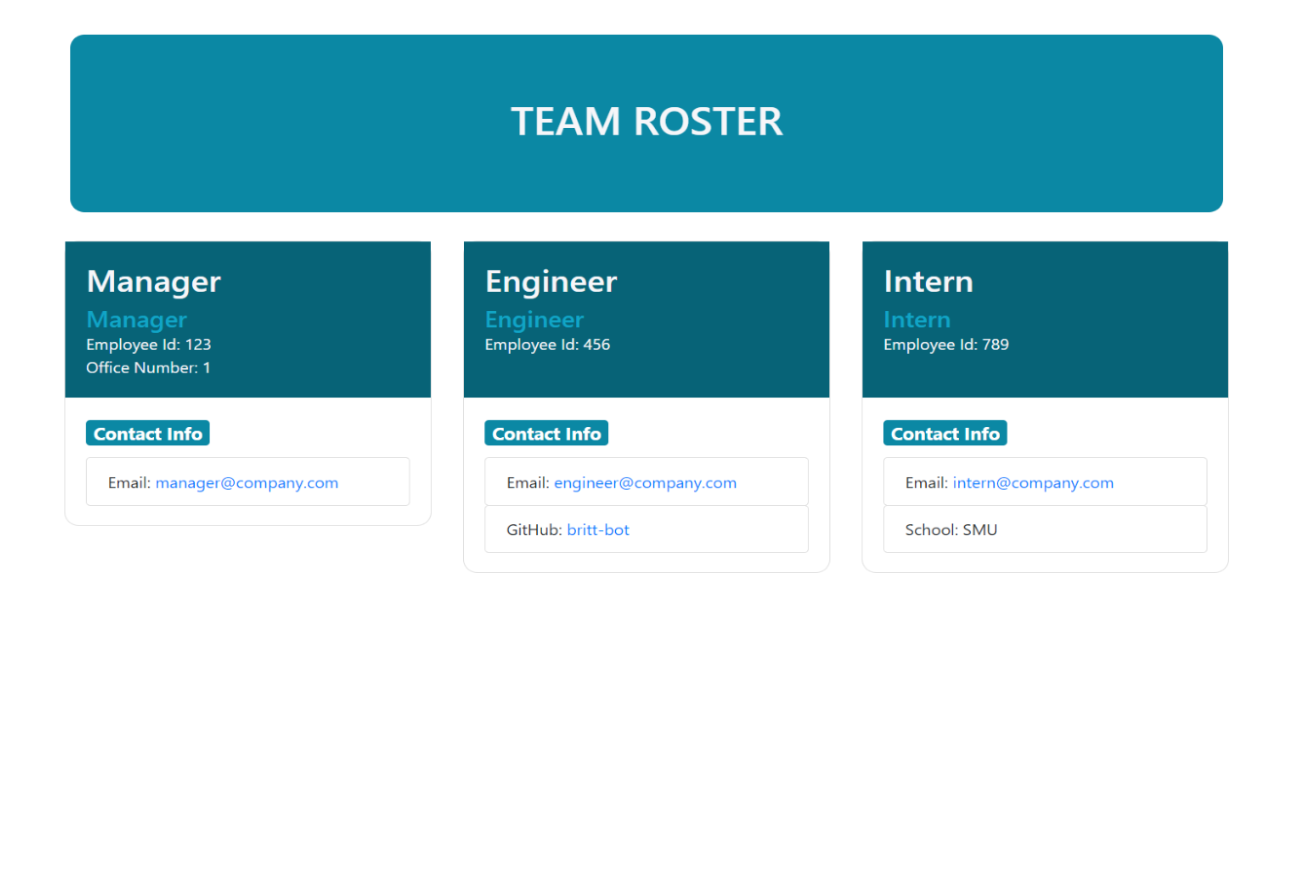 TEAM ROSTER
Manager
Manager
Employee Id: 123
Office Number: 1
Contact Info
Email: manager@company.com
Engineer
Engineer
Employee Id: 456
Contact Info
Email: engineer@company.com
GitHub: britt-bot
Intern
Intern
Employee Id: 789
Contact Info
Email: intern@company.com
School: SMU